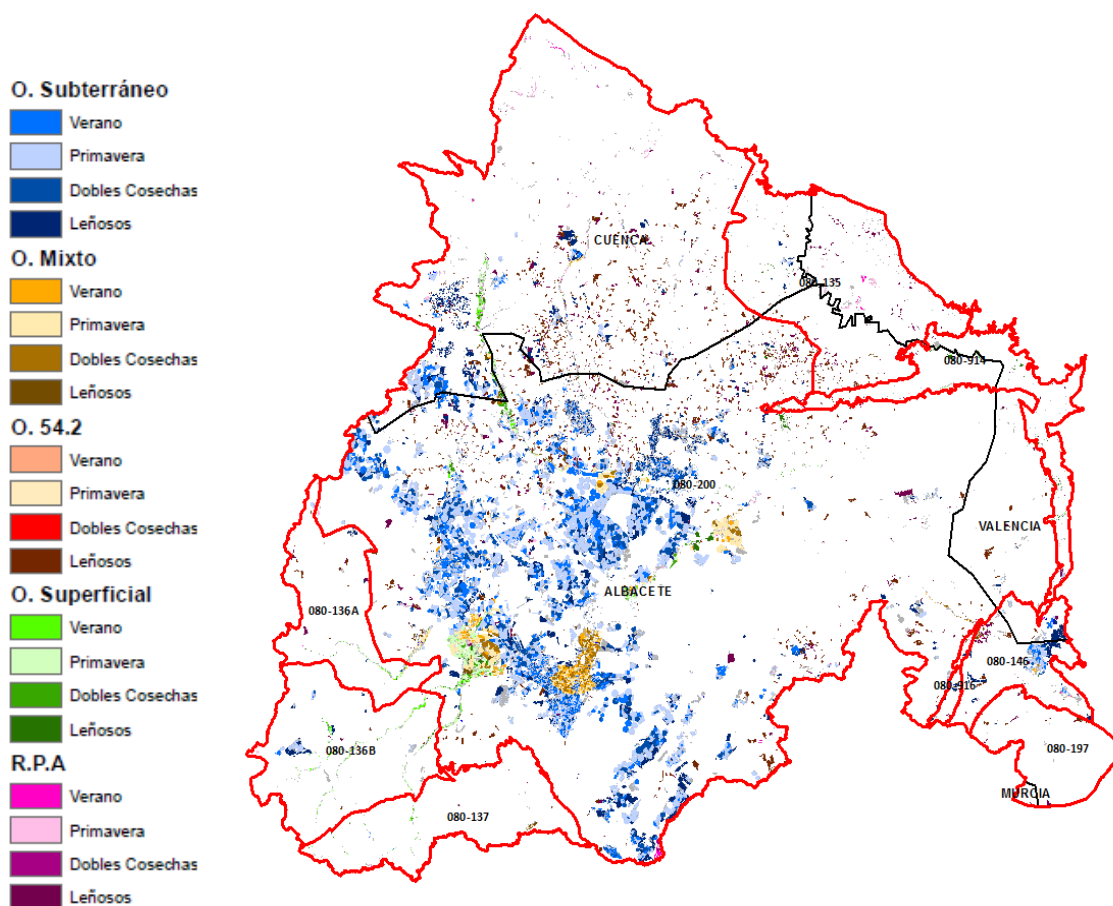 O. Subterráneo
Verano
Primavera
Dobles Cosechas
Leñosos
O. Mixto
Verano
Primavera
Dobles Cosechas
Leñosos
O. 54.2
Verano
Primavera
Dobles Cosechas
Leñosos
O. Superficial
Verano
Primavera
Dobles Cosechas
Leñosos
R.P.A
Verano
Primavera
Dobles Cosechas
Leñosos
CUENCA
080-135
080-914
080-200
VALENCIA
ALBACETE
080-136A
080-146
080-916
080-136B
080-197
MURCIA
080-137